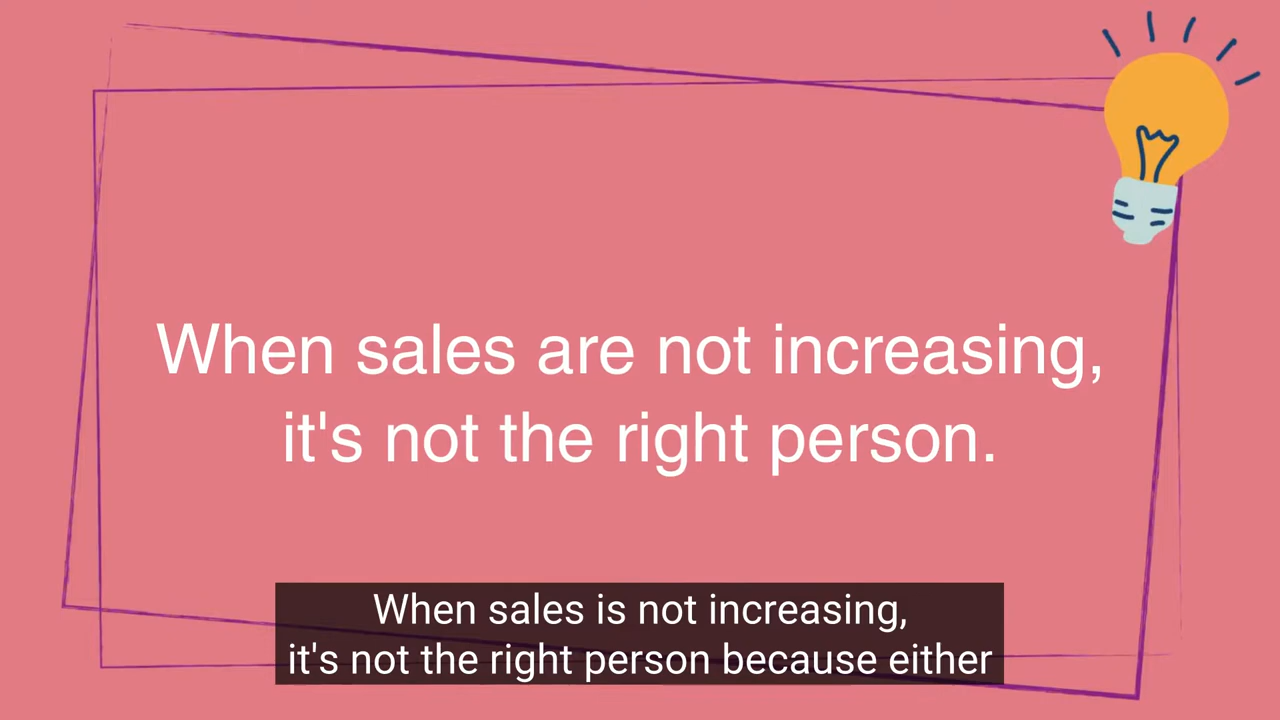 When sales are not increasing,
it's not the right person.
When sales is not increasing,
it's not the right person because either